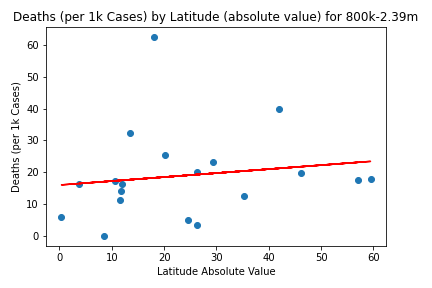 Deaths (per 1k Cases) by Latitude (absolute value) for 800k-2.39m
Deaths (per 1k Cases)
60
50
40
30
20
10
0
0 10 20 30 40 50 60
Latitude Absolute Value